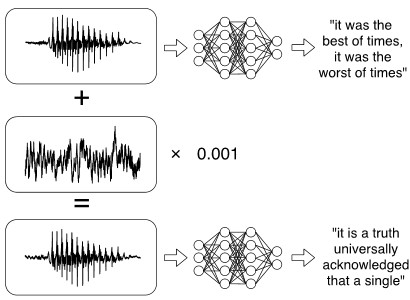 "it was the
best of times,
it was the
worst of times"
+
× 0.001
=
"it is a truth
universally
acknowledged
that a single"